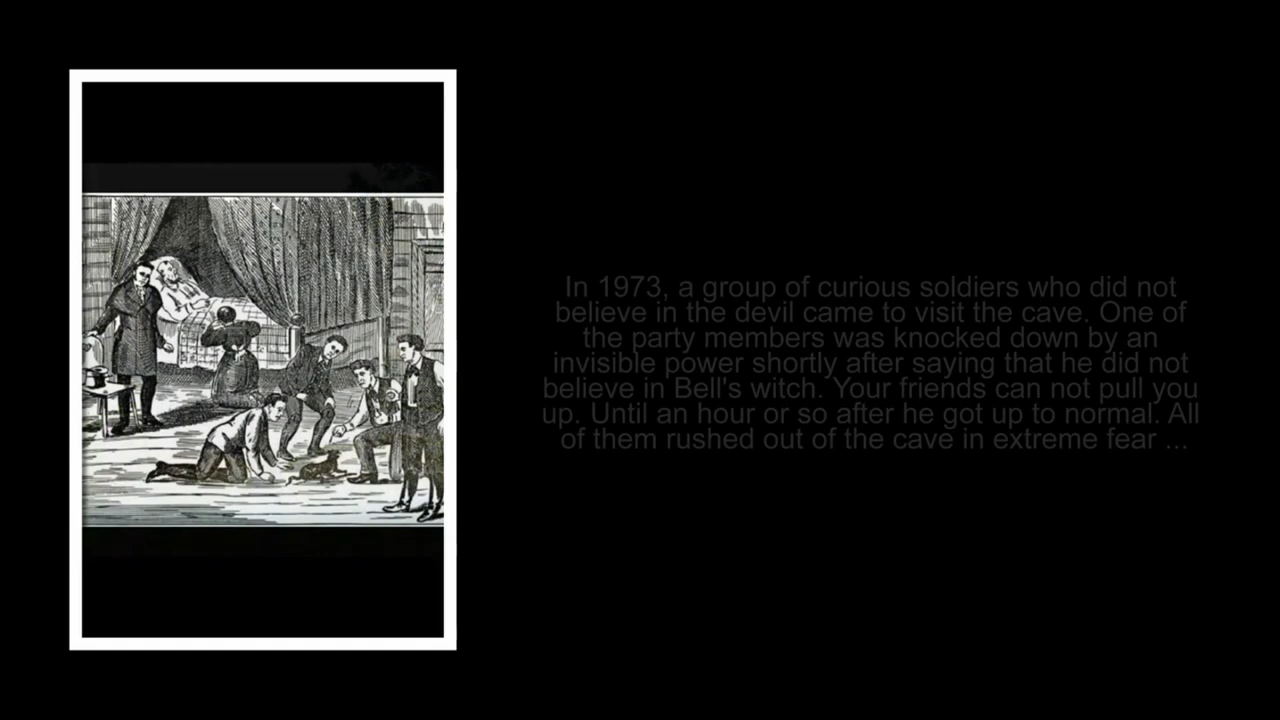 In 1973, a group of curious soldiers who did not
believe in the devil came to visit the cave. One of
the party members was knocked down by an
invisible power shortly after saying that he did not
believe in Bell's witch. Your friends can not pull you
up. Until an hour or so after he got up to normal. All
of them rushed out of the cave in extreme fear ...